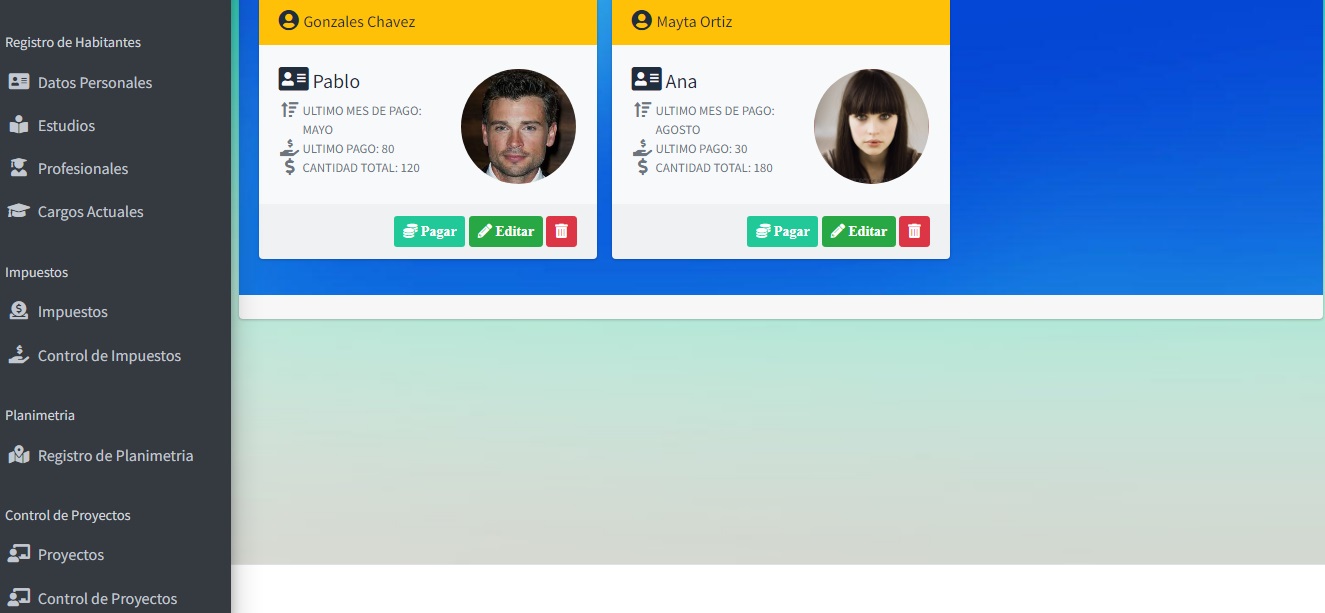 Registro de Habitantes
Datos Personales
Estudios
Profesionales
Cargos Actuales
Impuestos
Impuestos
Control de Impuestos
Planimetria
Registro de Planimetria
Control de Proyectos
Proyectos
Control de Proyectos
Gonzales Chavez
Pablo
ULTIMO MES DE PAGO:
MAYO
ULTIMO PAGO: 80
CANTIDAD TOTAL: 120
Pagar Editar
Mayta Ortiz
Ana
ULTIMO MES DE PAGO:
AGOSTO
ULTIMO PAGO: 30
CANTIDAD TOTAL: 180
Pagar Editar